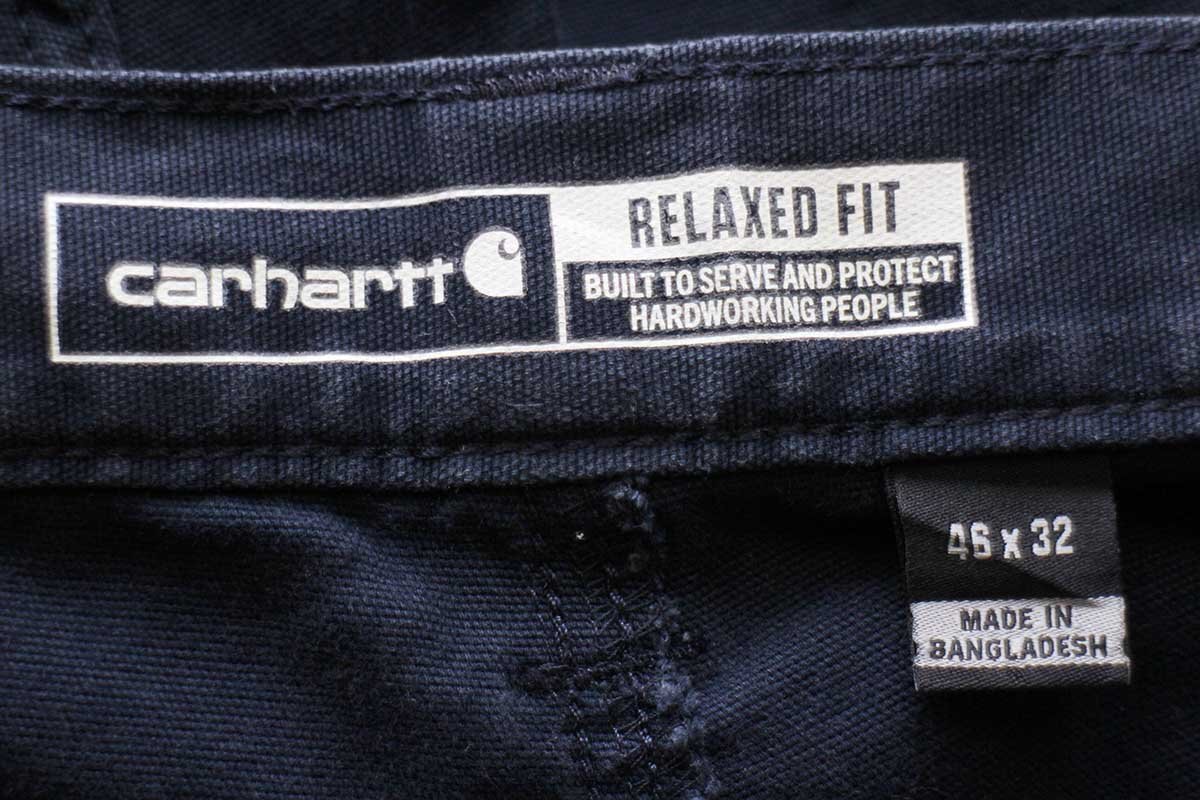 carhartt
RELAXED FIT
BUILT TO SERVE AND PROTECT
HARDWORKING PEOPLE
46 x 32
MADE IN
BANGLADESH